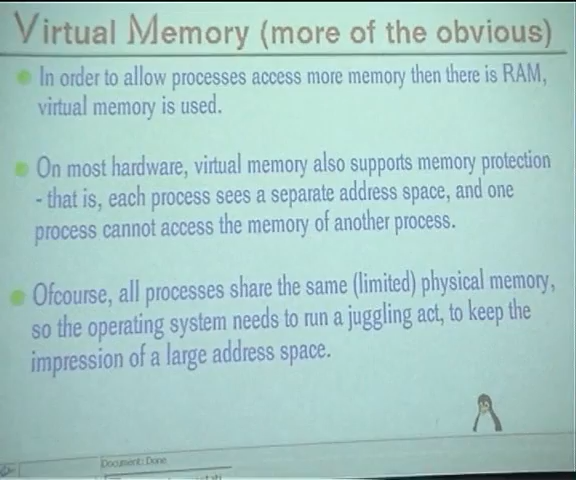 Virtual Memory (more of the obvious)
In order to allow processes access more memory then there is RAM,
virtual memory is used.
On most hardware, virtual memory also supports memory protection
- that is, each process sees a separate address space, and one
process cannot access the memory of another process.
Ofcourse, all processes share the same (limited) physical memory,
so the operating system needs to run a juggling act, to keep the
impression of a large address space.
Document: Done